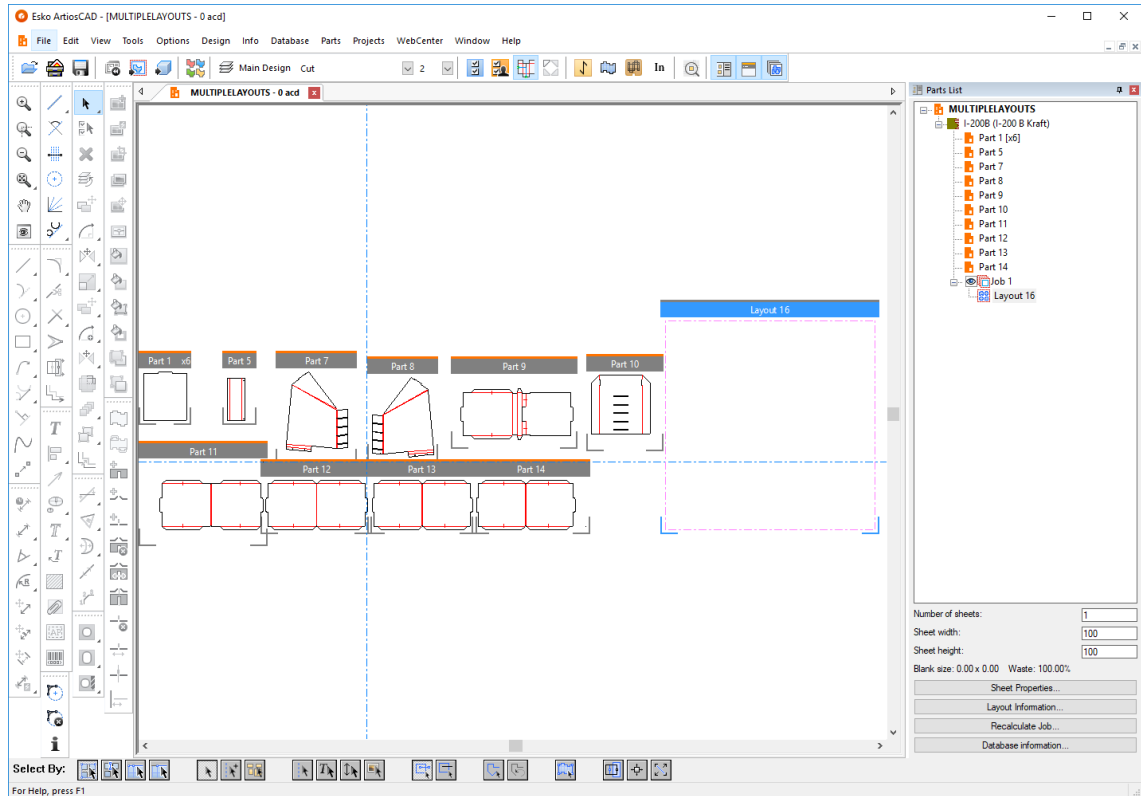 Esko ArtiosCAD - [MULTIPLELAYOUTS - 0 acd]
File Edit View Tools Options Design Info Database Parts Projects WebCenter Window Help
Main Design Cut 2 In
MULTIPLELAYOUTS - 0 acd
Parts List
MULTIPLELAYOUTS
I-200B (I-200 B Kraft)
Part 1 [x6]
Part 5
Part 7
Part 8
Part 9
Part 10
Part 11
Part 12
Part 13
Part 14
Job 1
Layout 16
Layout 16
Part 1 x6
Part 5
Part 7
Part 8
Part 9
Part 10
Part 11
Part 12
Part 13
Part 14
Number of sheets: 1
Sheet width: 100
Sheet height: 100
Blank size: 0.00 x 0.00 Waste: 100.00%
Sheet Properties...
Layout Information...
Recalculate Job...
Database information...
Select By:
For Help, press F1